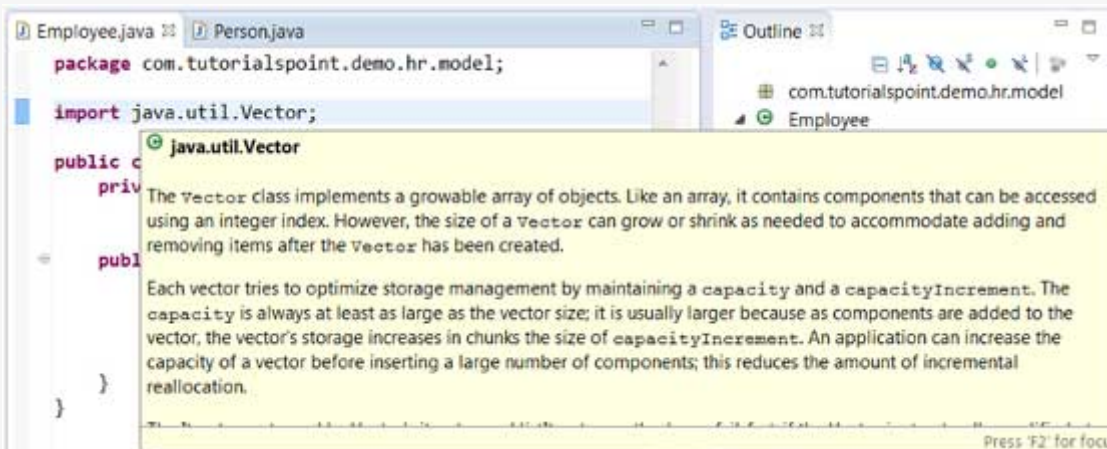 Employee.java Person.java
Outline
package com.tutorialspoint.demo.hr.model;
com.tutorialspoint.demo.hr.model
import java.util.Vector;
Employee
java.util.Vector
public c
priv
publ
}
}
The Vector class implements a growable array of objects. Like an array, it contains components that can be accessed
using an integer index. However, the size of a Vector can grow or shrink as needed to accommodate adding and
removing items after the Vector has been created.
Each vector tries to optimize storage management by maintaining a capacity and a capacityIncrement. The
capacity is always at least as large as the vector size; it is usually larger because as components are added to the
vector, the vector's storage increases in chunks the size of capacityIncrement. An application can increase the
capacity of a vector before inserting a large number of components; this reduces the amount of incremental
reallocation.
Press 'F2' for focu